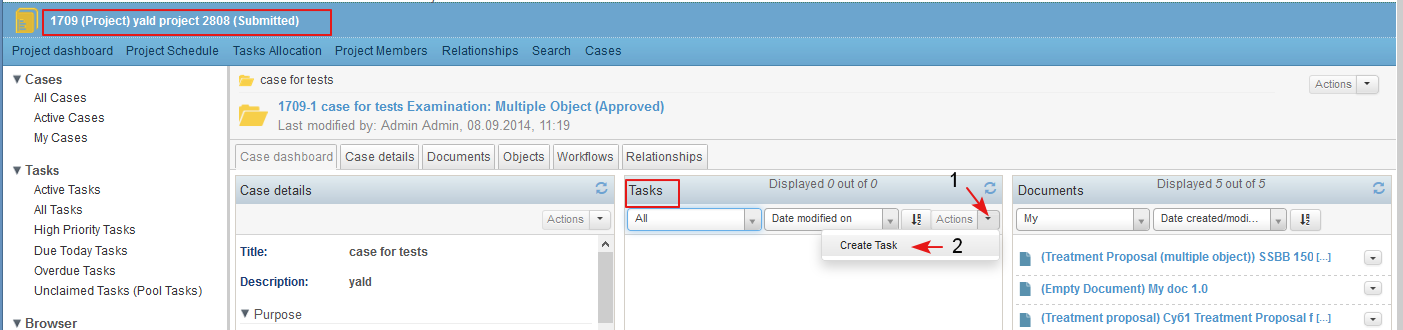 1709 (Project) yald project 2808 (Submitted)
Project dashboard Project Schedule Tasks Allocation Project Members Relationships Search Cases
Cases
All Cases
Active Cases
My Cases
Tasks
Active Tasks
All Tasks
High Priority Tasks
Due Today Tasks
Overdue Tasks
Unclaimed Tasks (Pool Tasks)
Browser
case for tests
Actions
1709-1 case for tests Examination: Multiple Object (Approved)
Last modified by: Admin Admin, 08.09.2014, 11:19
Case dashboard Case details Documents Objects Workflows Relationships
Case details
Actions
Title: case for tests
Description: yald
Purpose
Tasks Displayed 0 out of 0 1
All Date modified on Actions
Create Task 2
Documents Displayed 5 out of 5
My Date created/modi...
(Treatment Proposal (multiple object)) SSBB 150 [...]
(Empty Document) My doc 1.0
(Treatment proposal) Суб1 Treatment Proposal f [...]